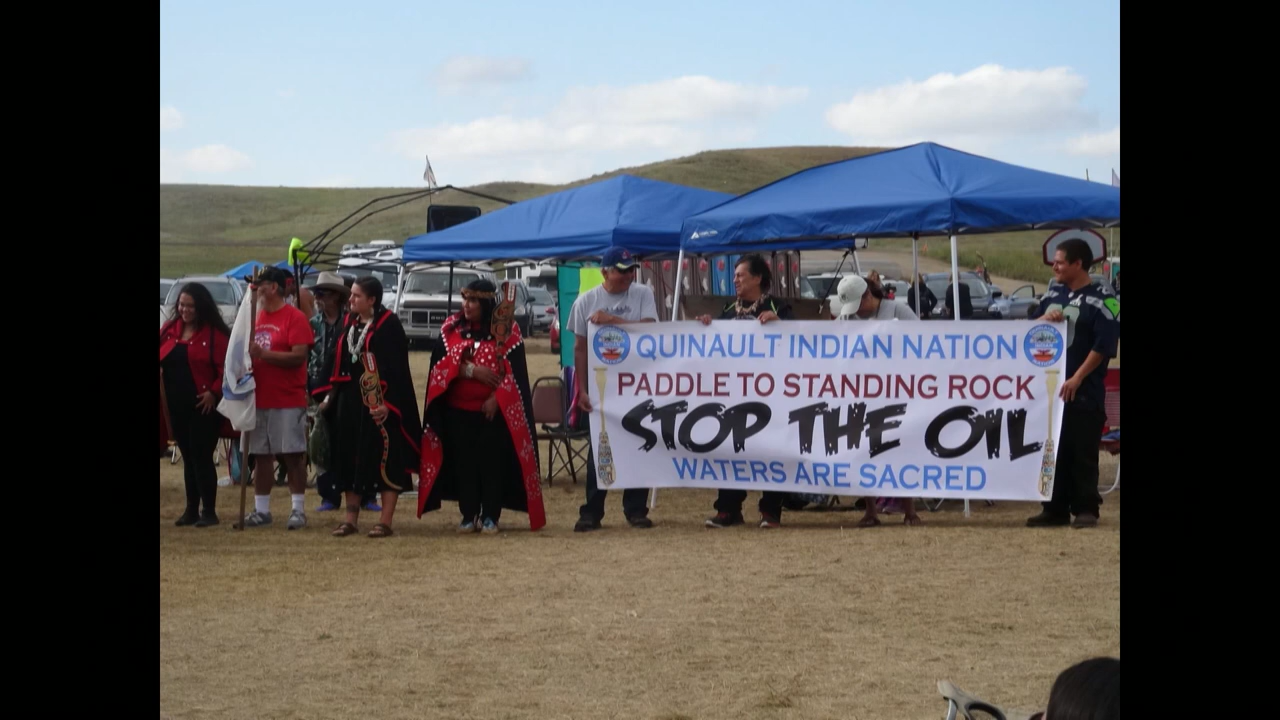 QUINAULT INDIAN NATION
PADDLE TO STANDING ROCK
STOP THE OIL
WATERS ARE SACRED